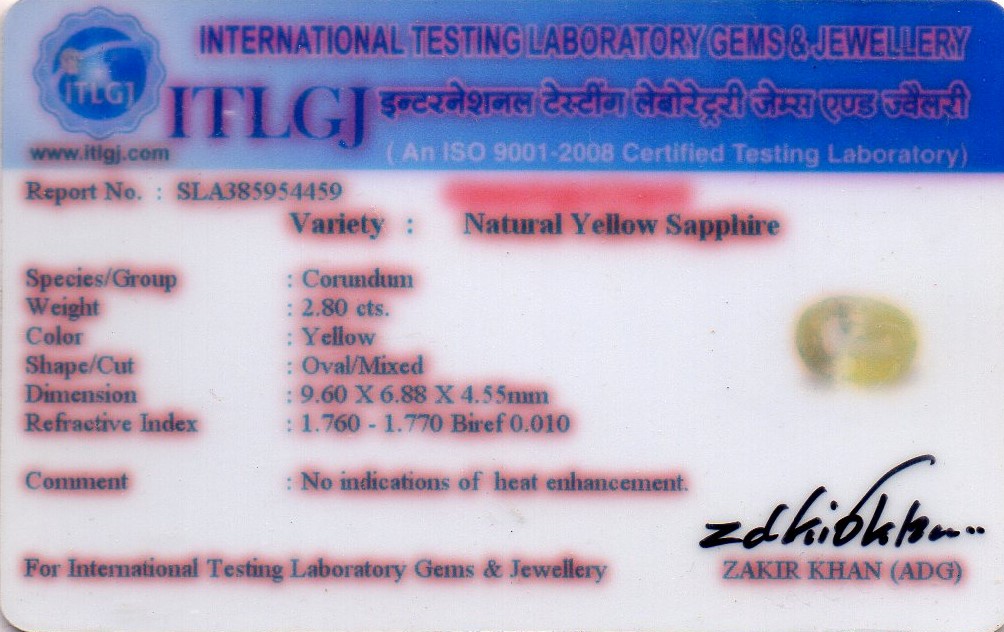 INTERNATIONAL TESTING LABORATORY GEMS & JEWELLERY
ITLGJ
ITLGJ इन्टरनेशनल टेस्टींग लेबोरेट्री जेम्स एण्ड ज्वैलरी
www.itlgj.com
( An ISO 9001-2008 Certified Testing Laboratory)
Report No. : SLA385954459
Variety : Natural Yellow Sapphire
Species/Group : Corundum
Weight : 2.80 cts.
Color : Yellow
Shape/Cut : Oval/Mixed
Dimension : 9.60 X 6.88 X 4.55mm
Refractive Index : 1.760 - 1.770 Biref 0.010
Comment : No indications of heat enhancement.
For International Testing Laboratory Gems & Jewellery
ZAKIR KHAN (ADG)